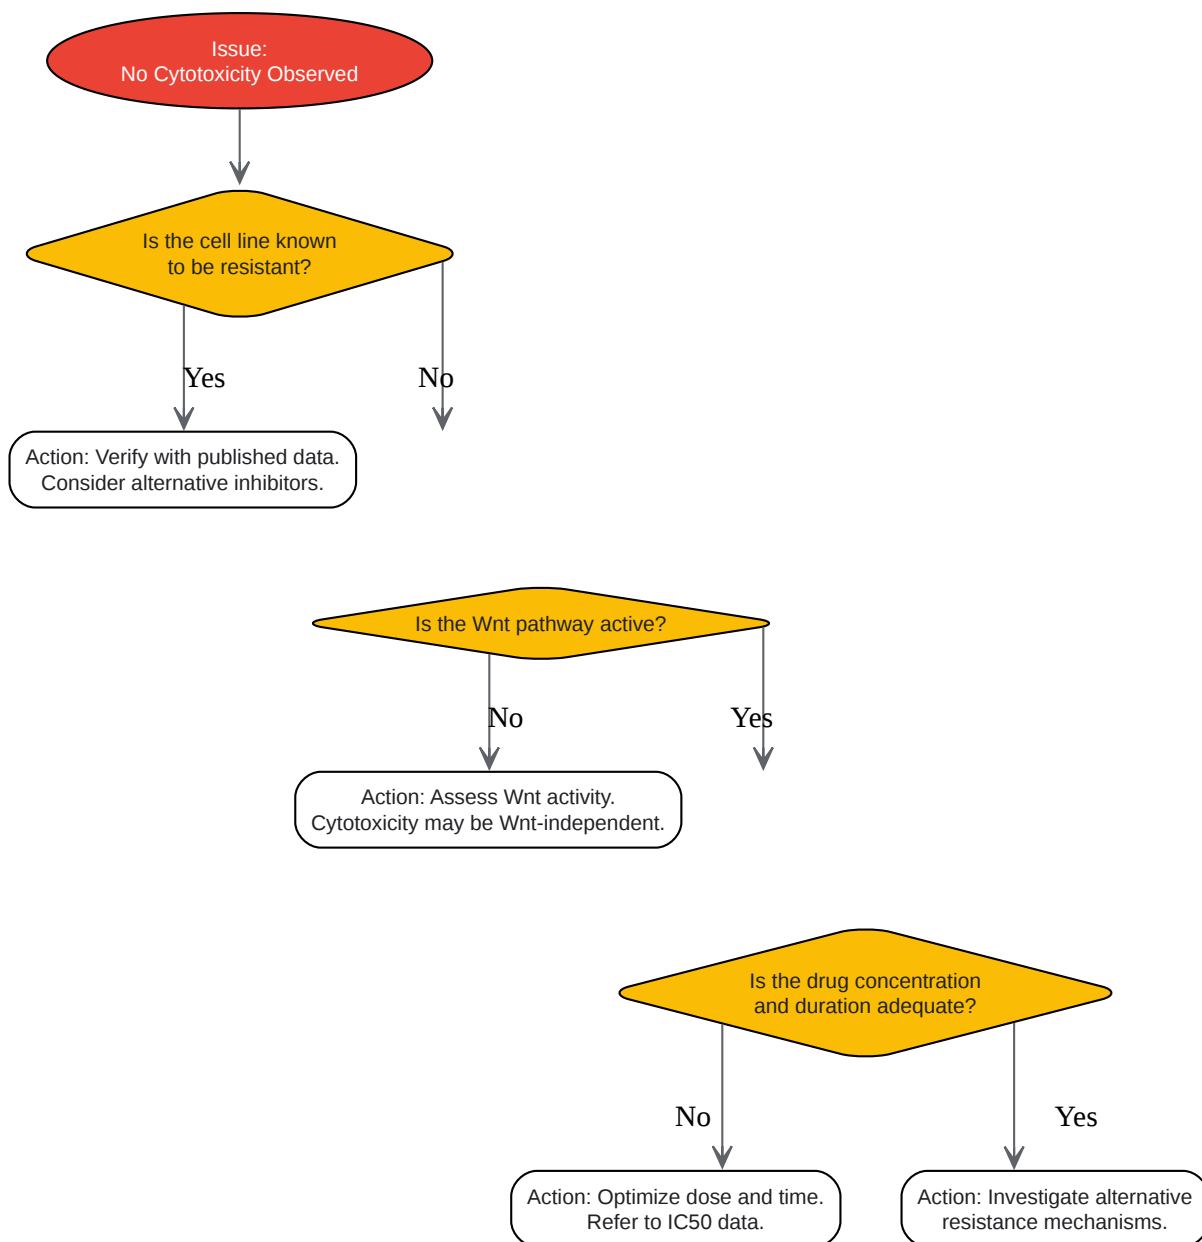 Issue:
No Cytotoxicity Observed
Is the cell line known
to be resistant?
Yes
No
Action: Verify with published data.
Consider alternative inhibitors.
Is the Wnt pathway active?
No
Yes
Action: Assess Wnt activity.
Cytotoxicity may be Wnt-independent.
Is the drug concentration
and duration adequate?
No
Yes
Action: Optimize dose and time.
Refer to IC50 data.
Action: Investigate alternative
resistance mechanisms.